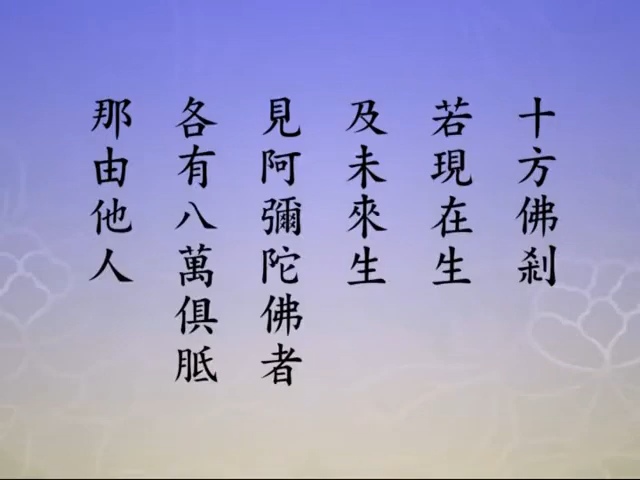 十方佛剎
若現在生
及未來生
見阿彌陀佛者
各有八萬俱胝
那由他人